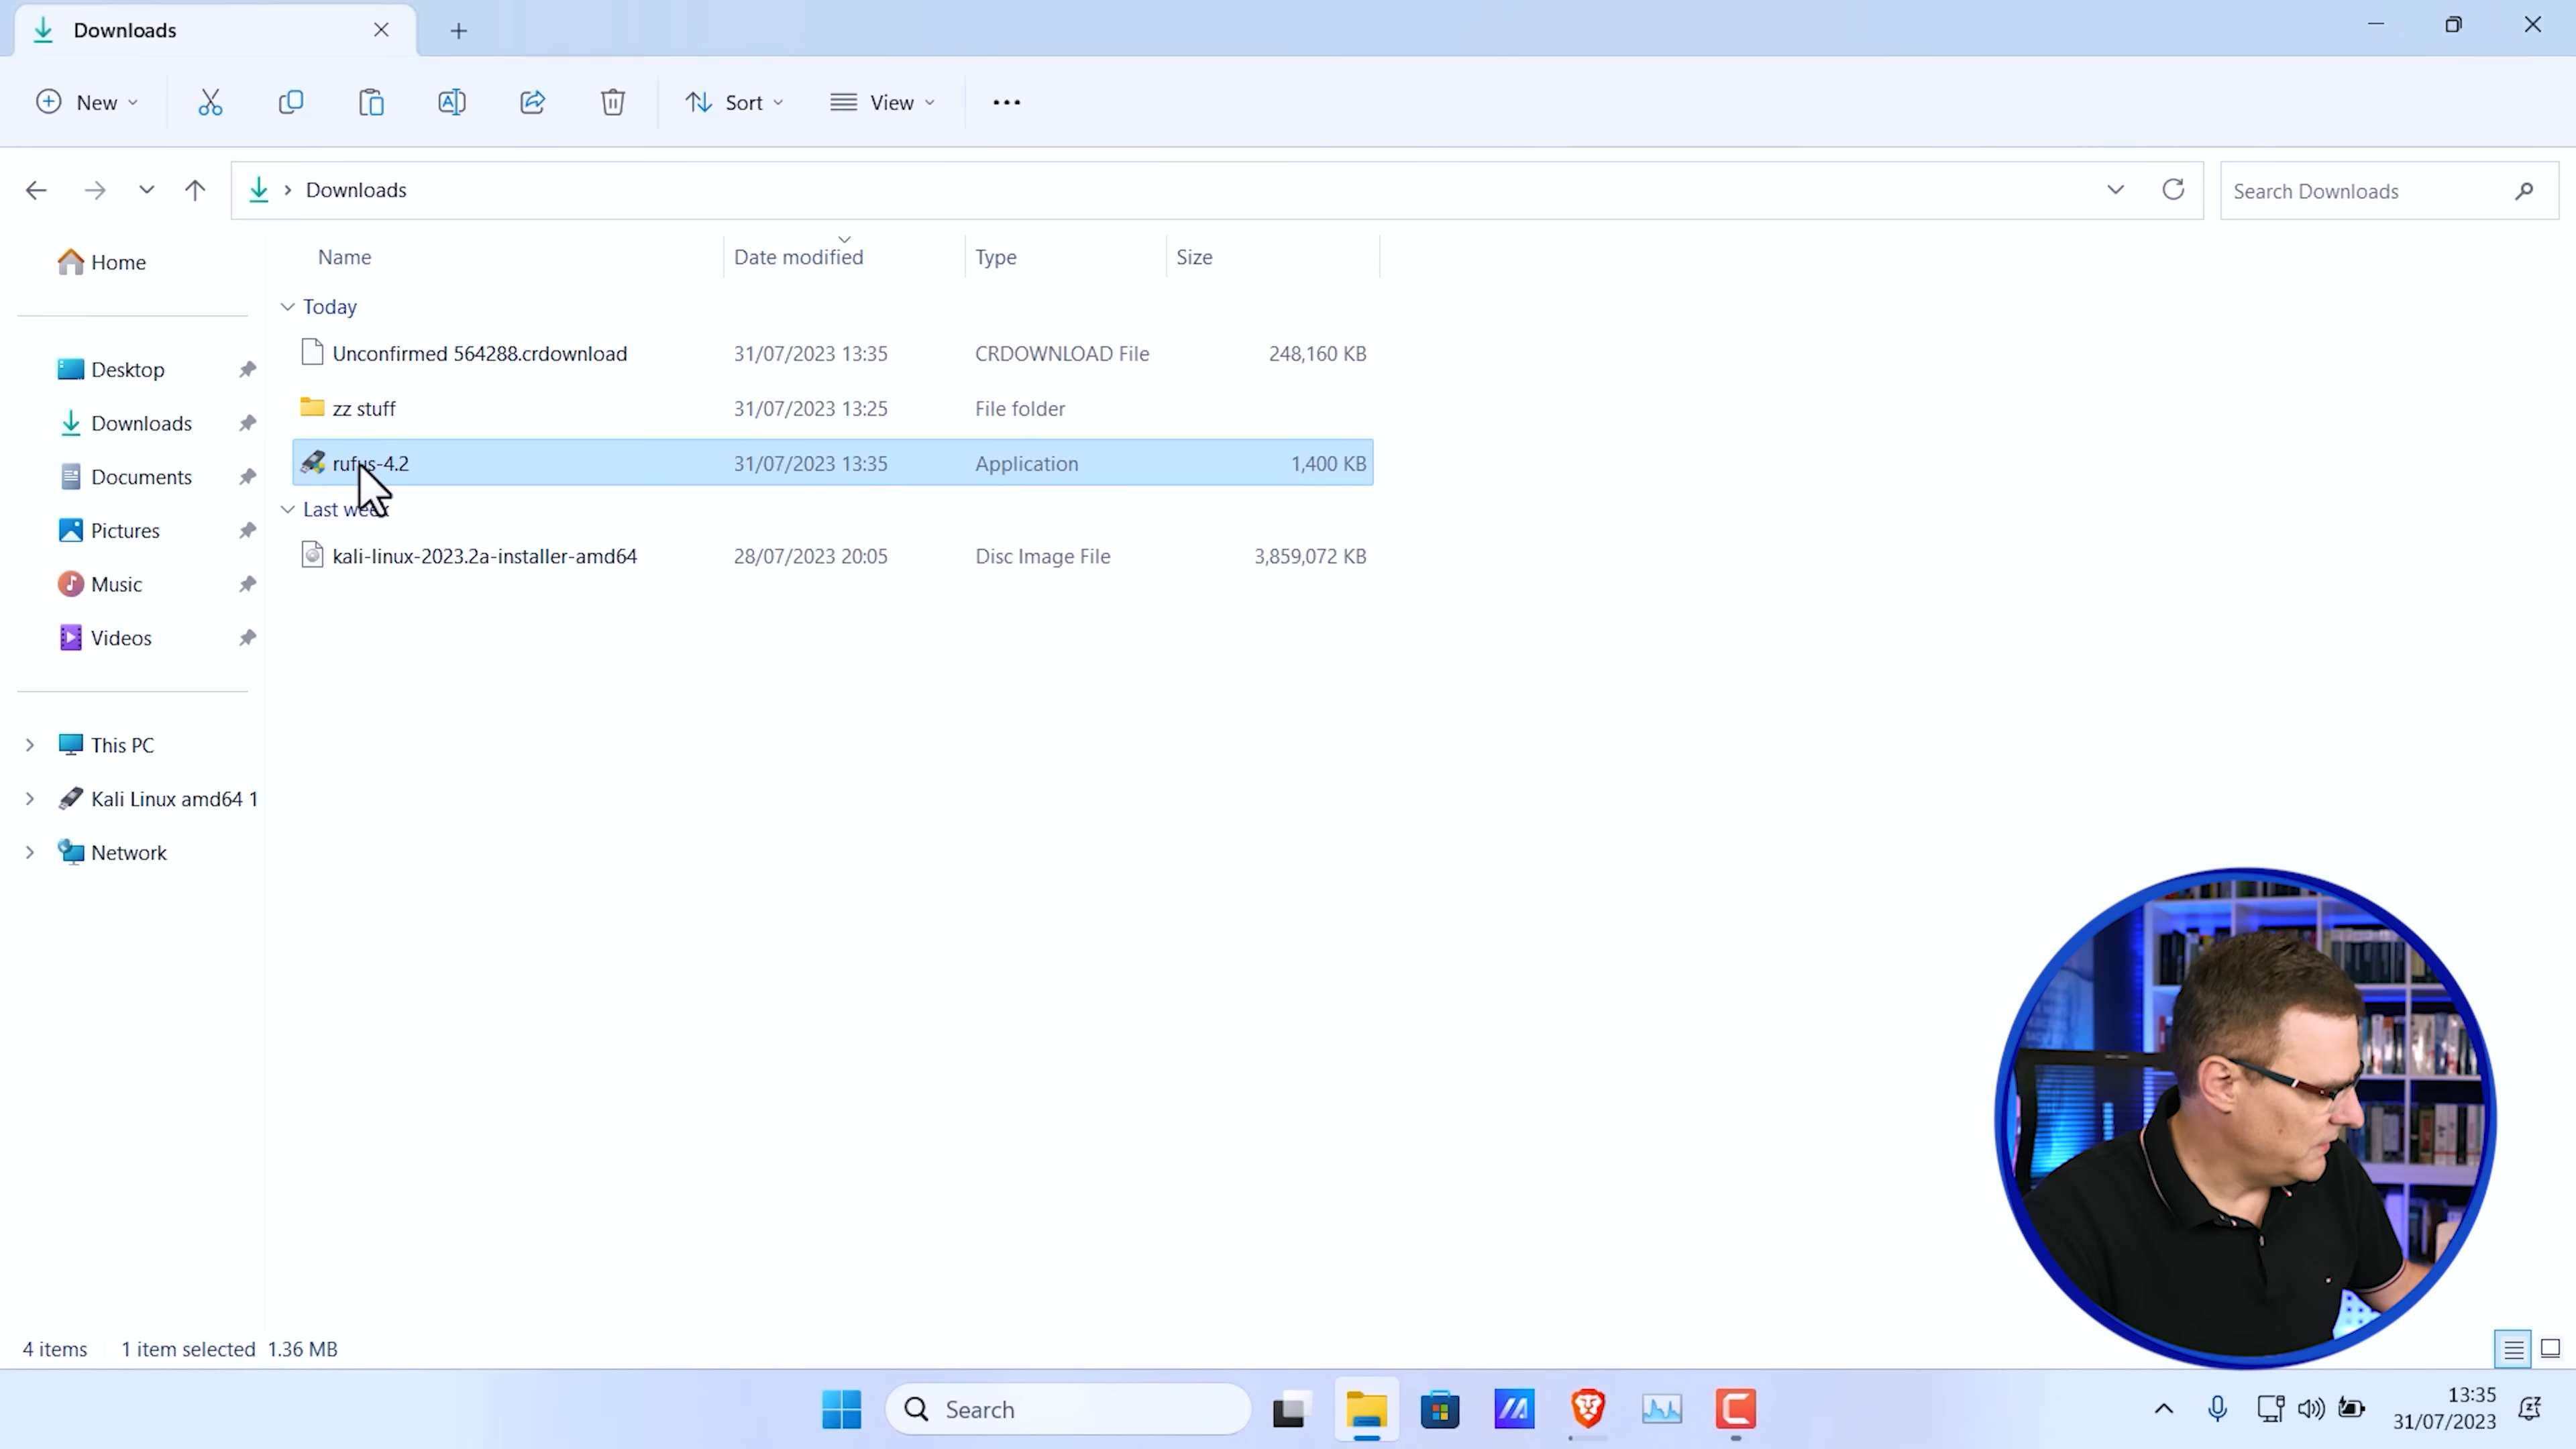 Downloads
New
Sort
View
Downloads
Search Downloads
Name Date modified Type Size
Home
Today
Unconfirmed 564288.crdownload 31/07/2023 13:35 CRDOWNLOAD File 248,160 KB
zz stuff 31/07/2023 13:25 File folder
rufus-4.2 31/07/2023 13:35 Application 1,400 KB
Last week
kali-linux-2023.2a-installer-amd64 28/07/2023 20:05 Disc Image File 3,859,072 KB
Desktop
Downloads
Documents
Pictures
Music
Videos
This PC
Kali Linux amd64 1
Network
4 items 1 item selected 1.36 MB
Search
13:35
31/07/2023